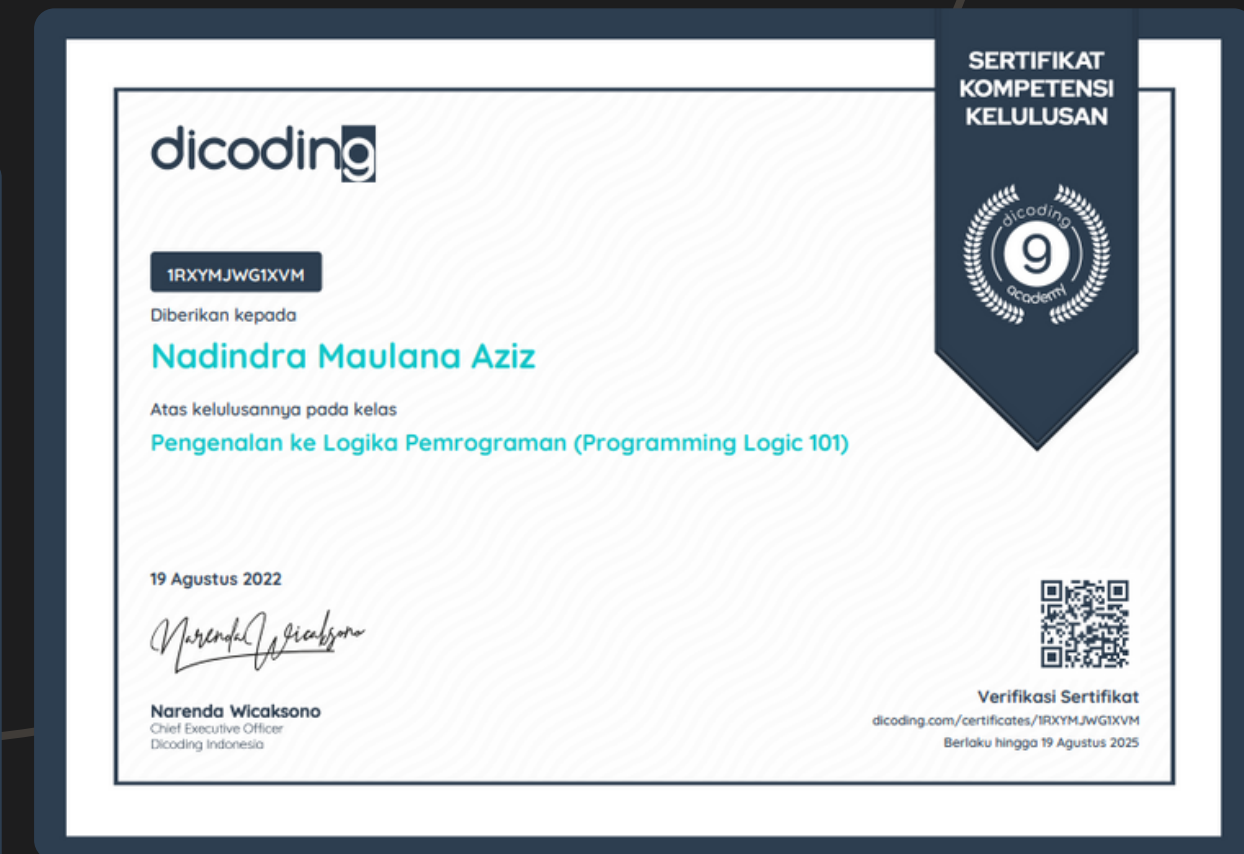 SERTIFIKAT
KOMPETENSI
KELULUSAN
dicoding
dicoding
9
academy
1RXYMJWG1XVM
Diberikan kepada
Nadindra Maulana Aziz
Atas kelulusannya pada kelas
Pengenalan ke Logika Pemrograman (Programming Logic 101)
19 Agustus 2022
Narenda Wicaksono
Narenda Wicaksono
Chief Executive Officer
Dicoding Indonesia
Verifikasi Sertifikat
dicoding.com/certificates/1RXYMJWG1XVM
Berlaku hingga 19 Agustus 2025